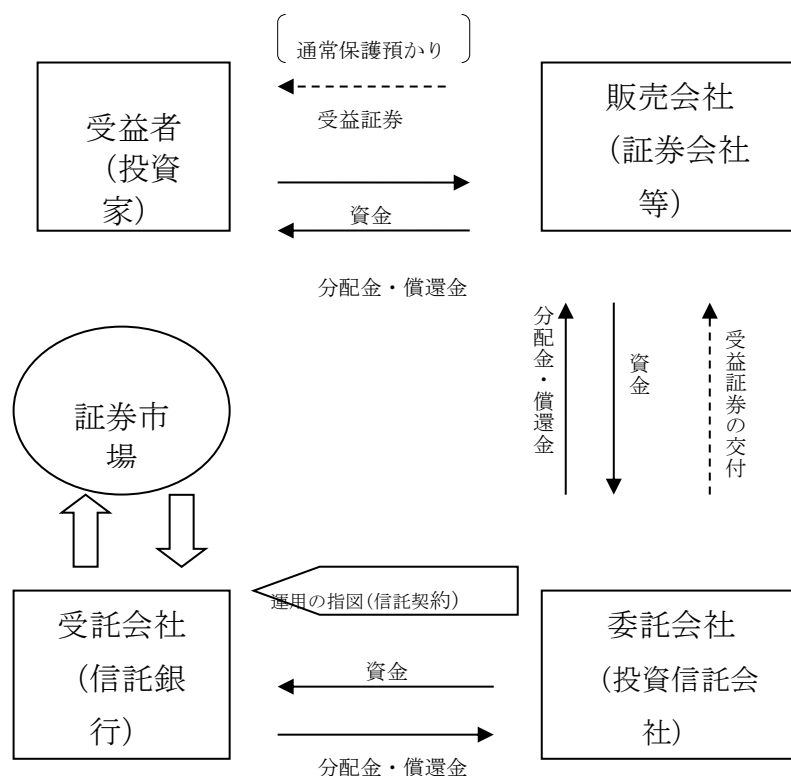 通常保護預かり
受益者
（投資
家）
受益証券
資金
分配金・償還金
販売会社
（証券会社
等）
分配金・償還金
資金
受益証券の交付
証券市
場
運用の指図(信託契約)
受託会社
（信託銀
行）
資金
分配金・償還金
委託会社
（投資信託会
社）